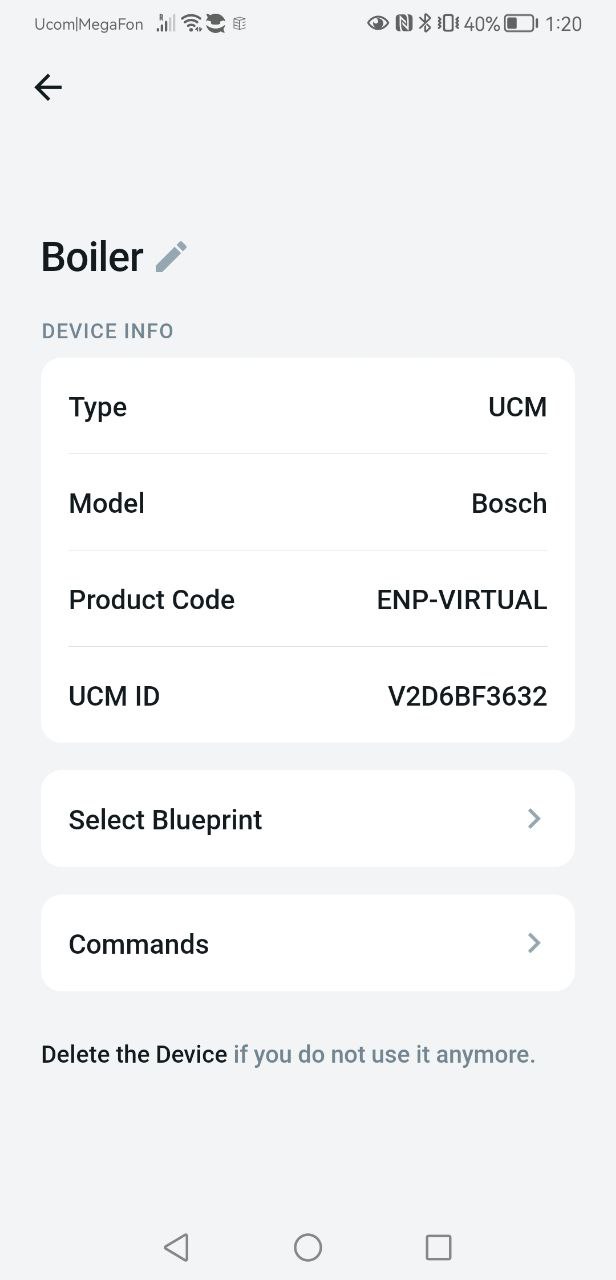 Ucom|MegaFon 40% 1:20
Boiler
DEVICE INFO
Type UCM
Model Bosch
Product Code ENP-VIRTUAL
UCM ID V2D6BF3632
Select Blueprint
Commands
Delete the Device if you do not use it anymore.